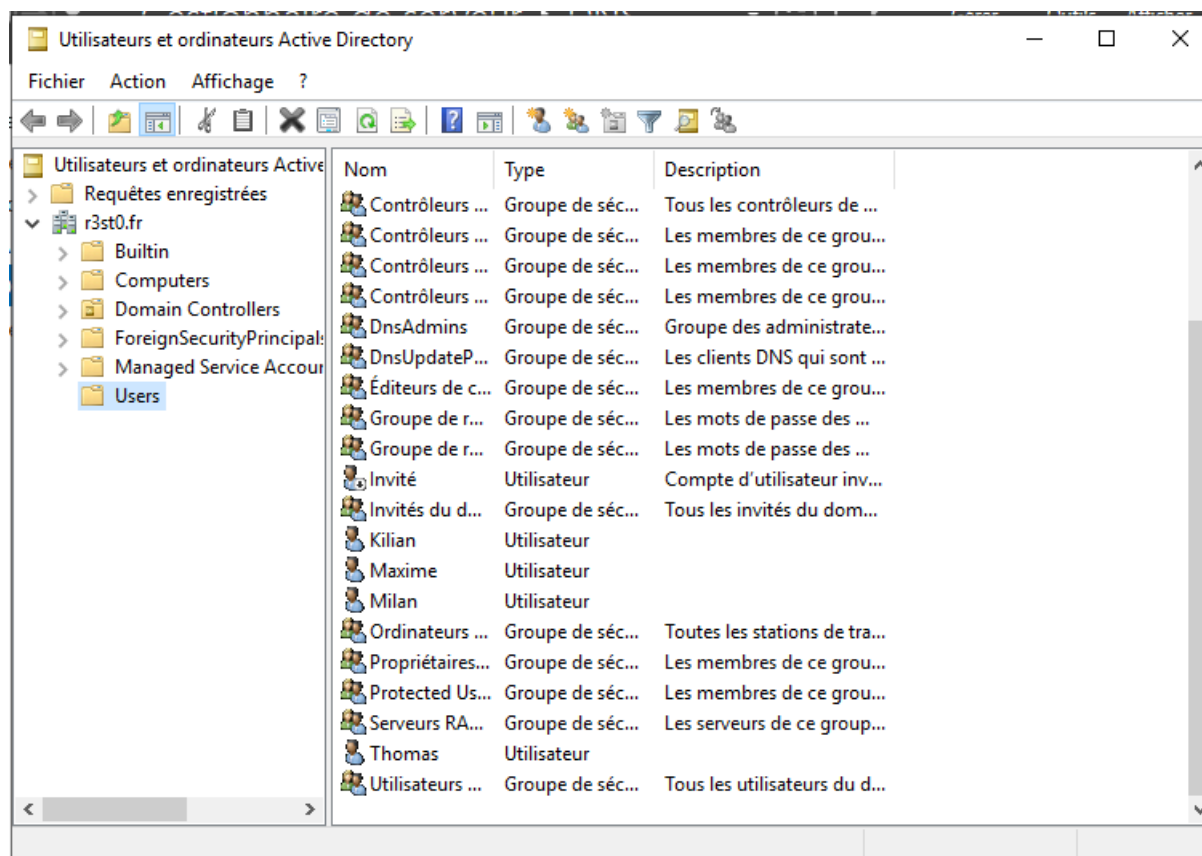 Utilisateurs et ordinateurs Active Directory
Fichier Action Affichage ?
Utilisateurs et ordinateurs Active
Requêtes enregistrées
r3st0.fr
Builtin
Computers
Domain Controllers
ForeignSecurityPrincipals
Managed Service Accour
Users
Nom Type Description
Contrôleurs ... Groupe de séc... Tous les contrôleurs de ...
Contrôleurs ... Groupe de séc... Les membres de ce grou...
Contrôleurs ... Groupe de séc... Les membres de ce grou...
Contrôleurs ... Groupe de séc... Les membres de ce grou...
DnsAdmins Groupe de séc... Groupe des administrate...
DnsUpdateP... Groupe de séc... Les clients DNS qui sont ...
Éditeurs de c... Groupe de séc... Les membres de ce grou...
Groupe de r... Groupe de séc... Les mots de passe des ...
Groupe de r... Groupe de séc... Les mots de passe des ...
Invité Utilisateur Compte d'utilisateur inv...
Invités du d... Groupe de séc... Tous les invités du dom...
Kilian Utilisateur
Maxime Utilisateur
Milan Utilisateur
Ordinateurs ... Groupe de séc... Toutes les stations de tra...
Propriétaires... Groupe de séc... Les membres de ce grou...
Protected Us... Groupe de séc... Les membres de ce grou...
Serveurs RA... Groupe de séc... Les serveurs de ce group...
Thomas Utilisateur
Utilisateurs ... Groupe de séc... Tous les utilisateurs du d...